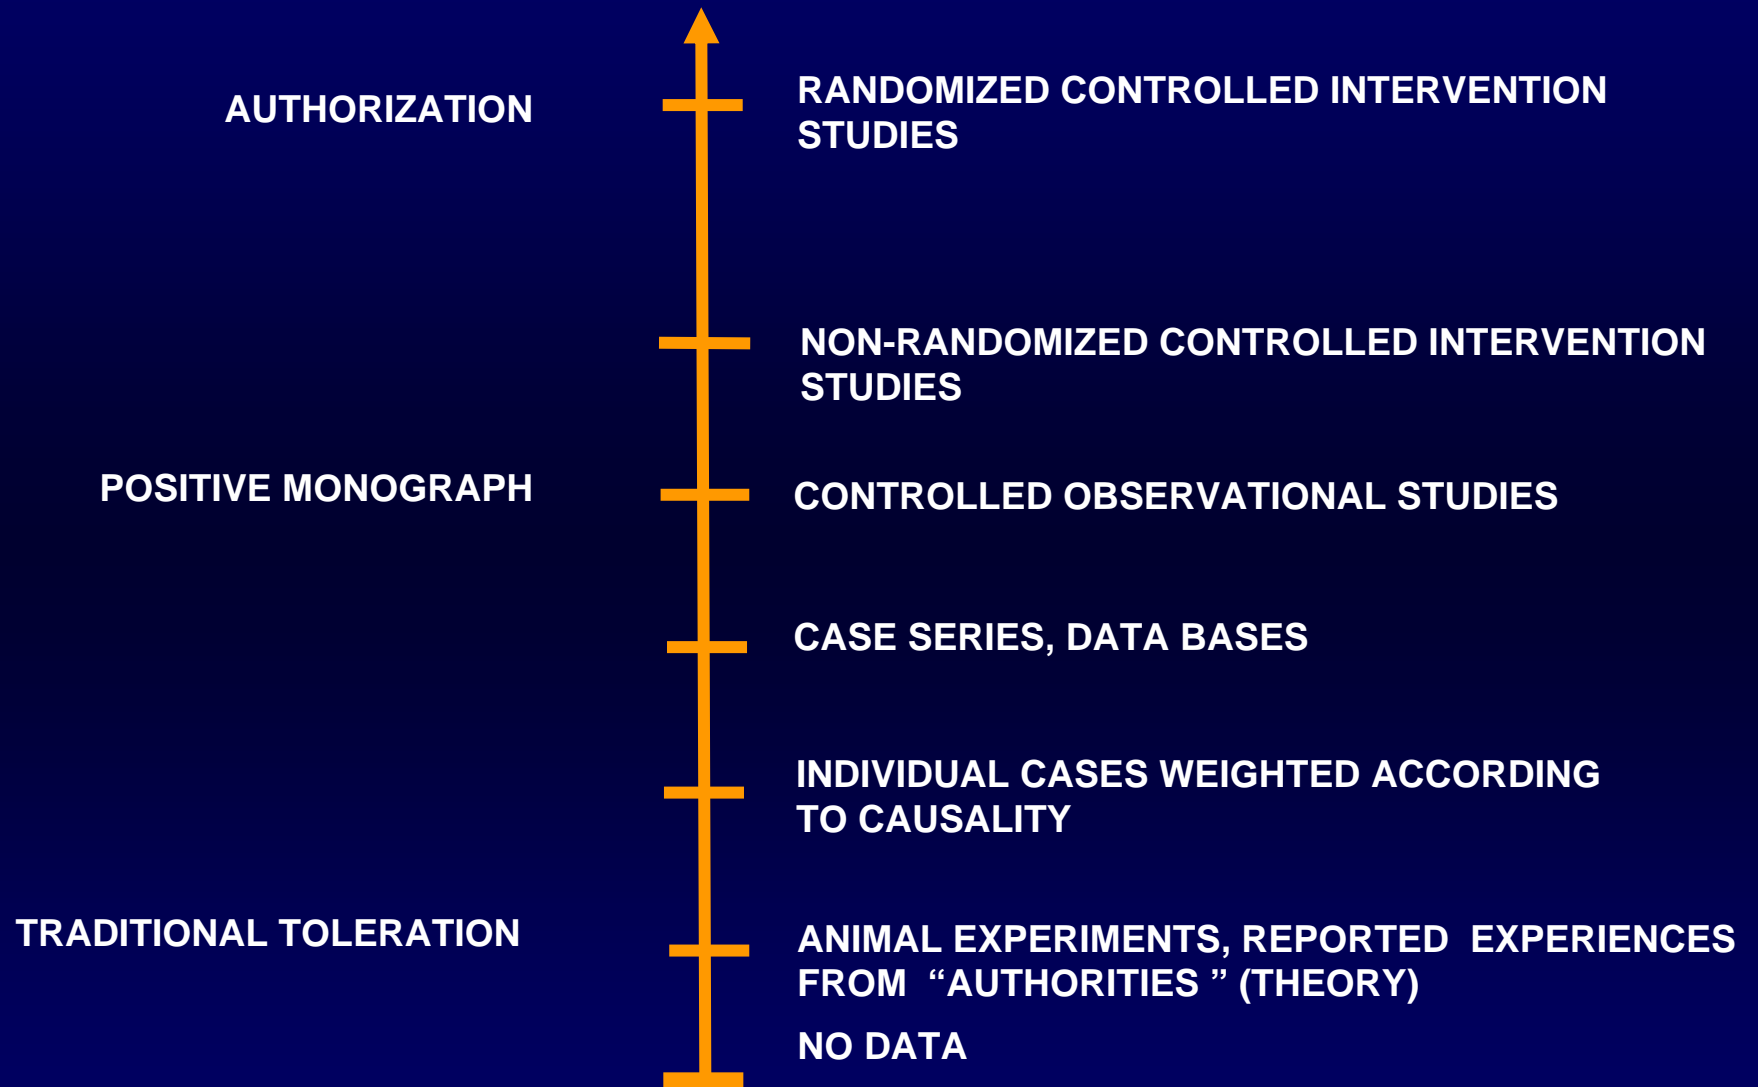 AUTHORIZATION
RANDOMIZED CONTROLLED INTERVENTION
STUDIES
NON-RANDOMIZED CONTROLLED INTERVENTION
STUDIES
POSITIVE MONOGRAPH
CONTROLLED OBSERVATIONAL STUDIES
CASE SERIES, DATA BASES
INDIVIDUAL CASES WEIGHTED ACCORDING
TO CAUSALITY
TRADITIONAL TOLERATION
ANIMAL EXPERIMENTS, REPORTED  EXPERIENCES
FROM  “AUTHORITIES ” (THEORY)
NO DATA